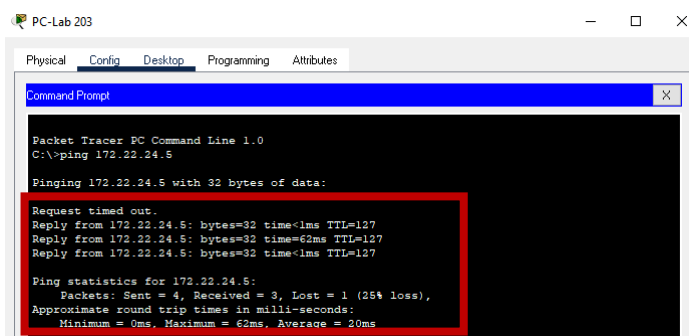 PC-Lab 203
Physical Config Desktop Programming Attributes
Command Prompt
X
Packet Tracer PC Command Line 1.0
C:\>ping 172.22.24.5
Pinging 172.22.24.5 with 32 bytes of data:
Request timed out.
Reply from 172.22.24.5: bytes=32 time<1ms TTL=127
Reply from 172.22.24.5: bytes=32 time=62ms TTL=127
Reply from 172.22.24.5: bytes=32 time<1ms TTL=127
Ping statistics for 172.22.24.5:
Packets: Sent = 4, Received = 3, Lost = 1 (25% loss),
Approximate round trip times in milli-seconds:
Minimum = 0ms, Maximum = 62ms, Average = 20ms